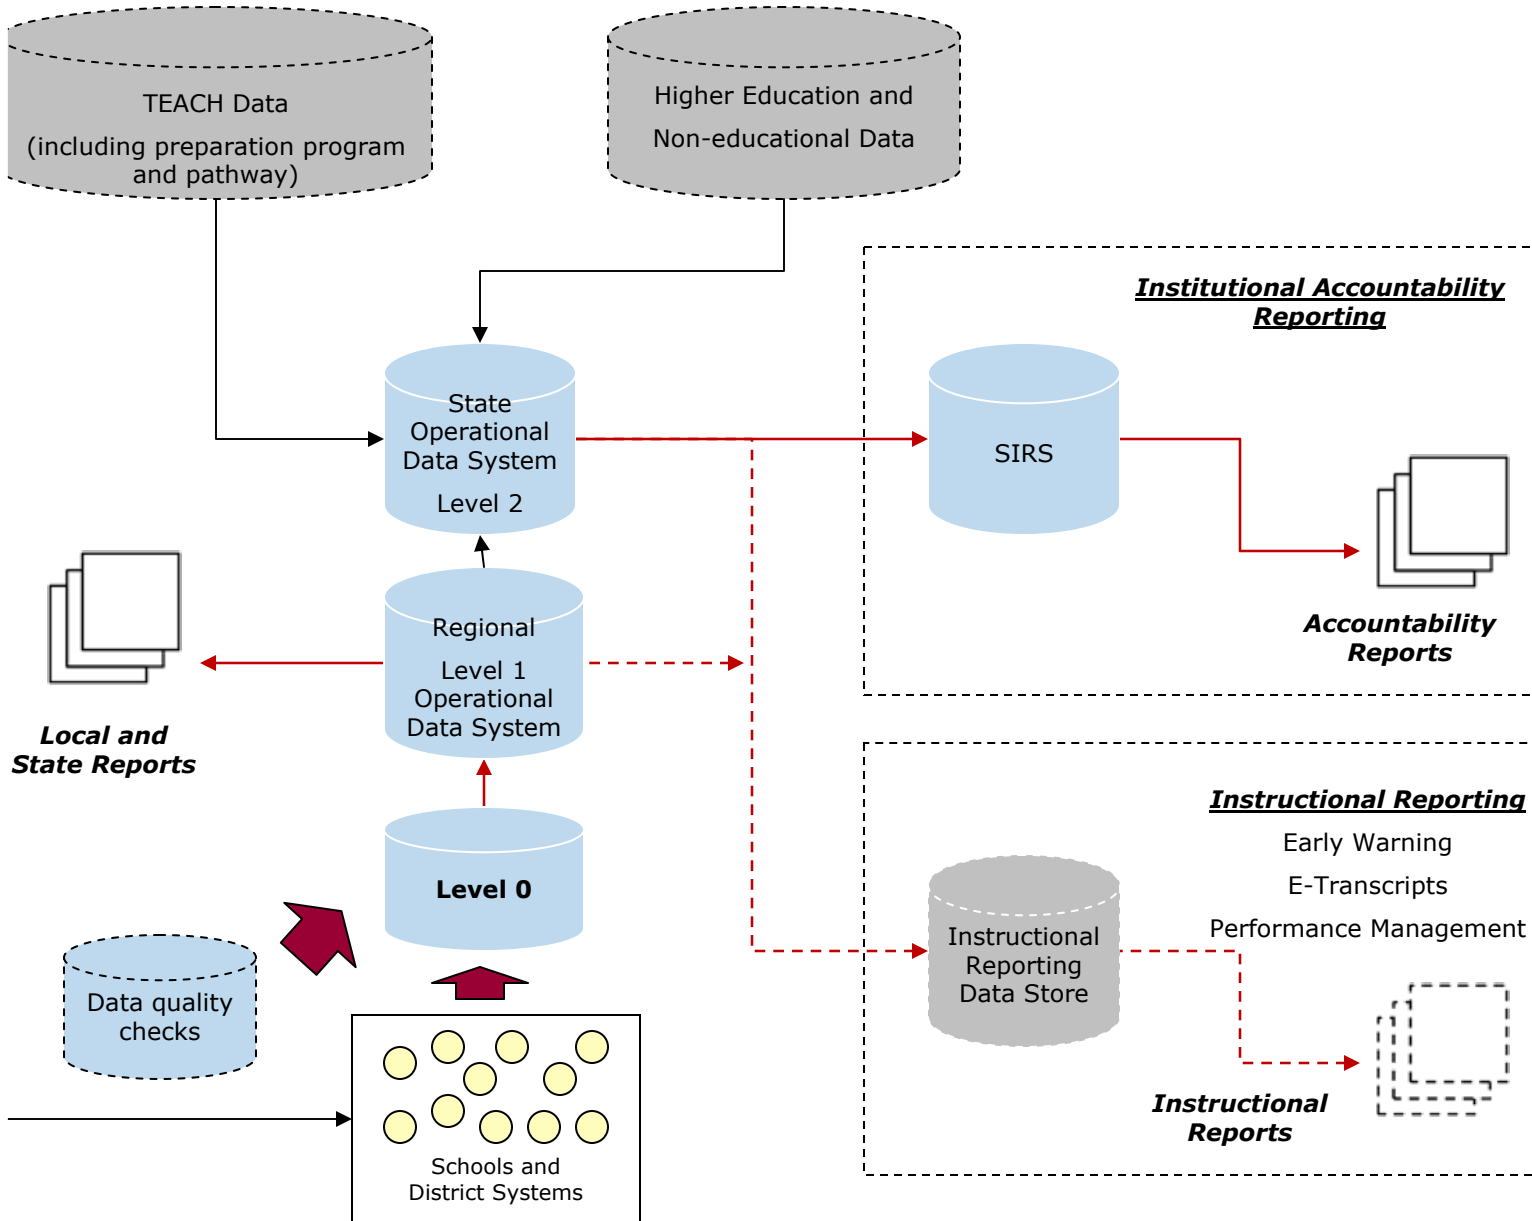 TEACH Data
(including preparation program
and pathway)
Higher Education and
Non-educational Data
Institutional Accountability
Reporting
State
Operational
Data System
Level 2
SIRS
Accountability
Reports
Regional
Level 1
Operational
Data System
Local and
State Reports
Level 0
Instructional Reporting
Early Warning
E-Transcripts
Performance Management
Instructional
Reporting
Data Store
Data quality
checks
Instructional
Reports
Schools and
District Systems